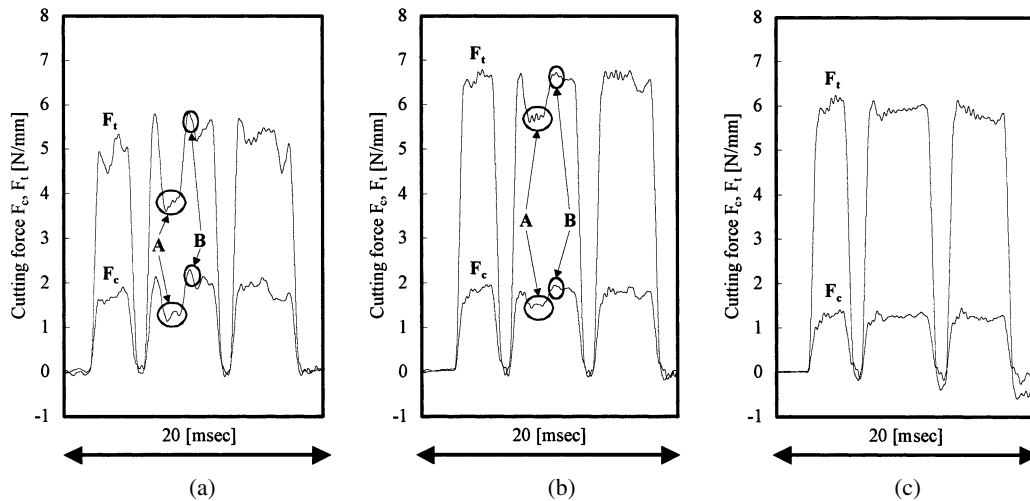 8
7
6
5
4
3
2
1
0
-1
Cutting force Fc, Ft [N/mm]
Ft
Fc
A
B
20 [msec]
(a)
8
7
6
5
4
3
2
1
0
-1
Cutting force Fc, Ft [N/mm]
Ft
Fc
A
B
20 [msec]
(b)
8
7
6
5
4
3
2
1
0
-1
Cutting force Fc, Ft [N/mm]
Ft
Fc
20 [msec]
(c)